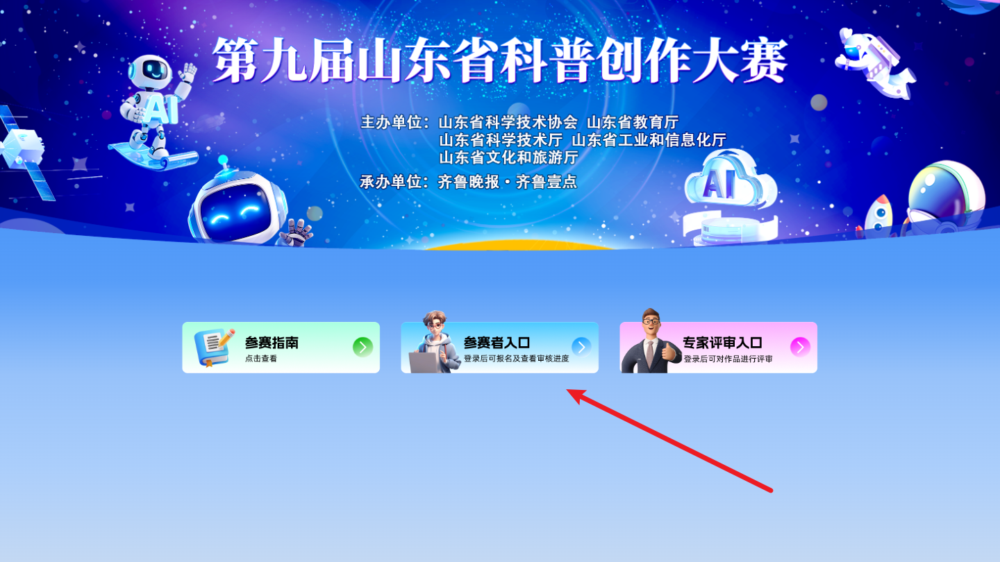 第九届山东省科普创作大赛
AI
主办单位：山东省科学技术协会 山东省教育厅
山东省科学技术厅 山东省工业和信息化厅
山东省文化和旅游厅
承办单位：齐鲁晚报·齐鲁壹点
AI
参赛指南
点击查看
参赛者入口
登录后可报名及查看审核进度
专家评审入口
登录后可对作品进行评审